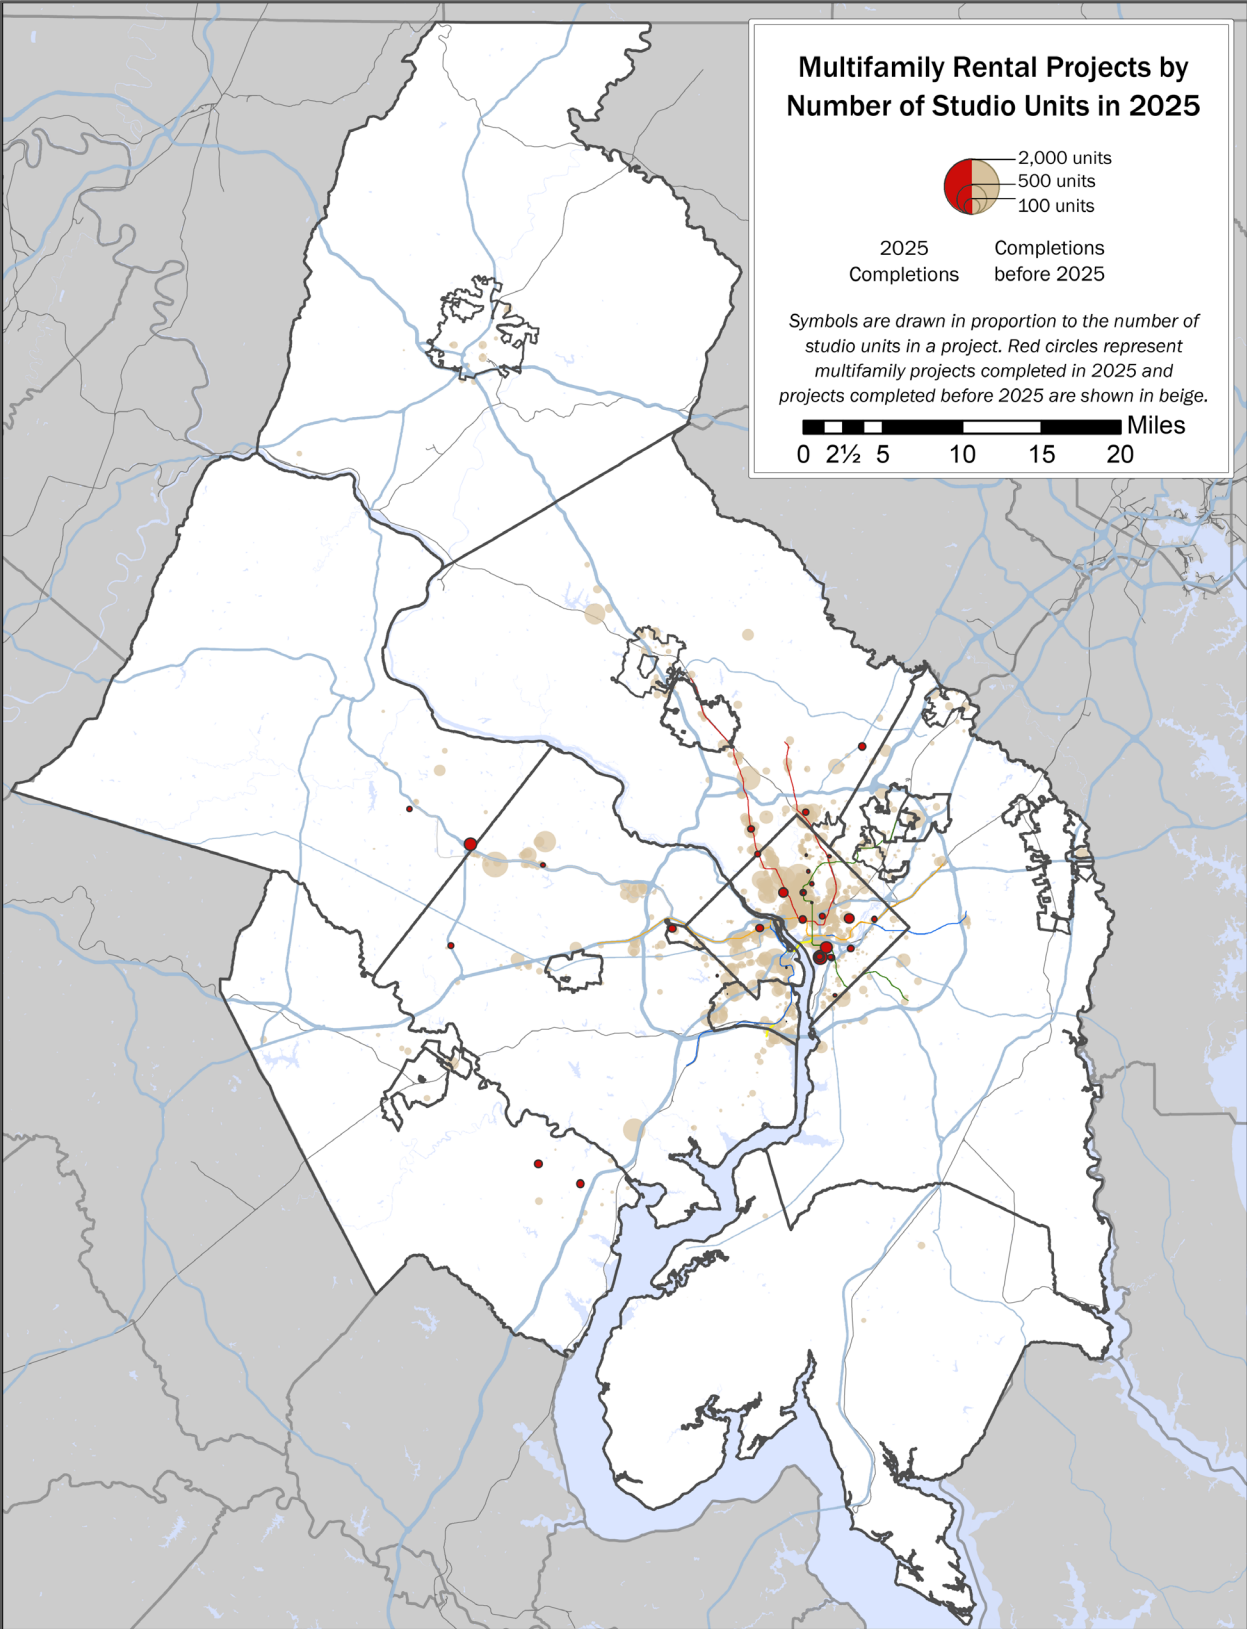 Multifamily Rental Projects by
Number of Studio Units in 2025
2,000 units
500 units
100 units
2025
Completions
Completions
before 2025
Symbols are drawn in proportion to the number of
studio units in a project. Red circles represent
multifamily projects completed in 2025 and
projects completed before 2025 are shown in beige.
Miles
0 2½ 5 10 15 20